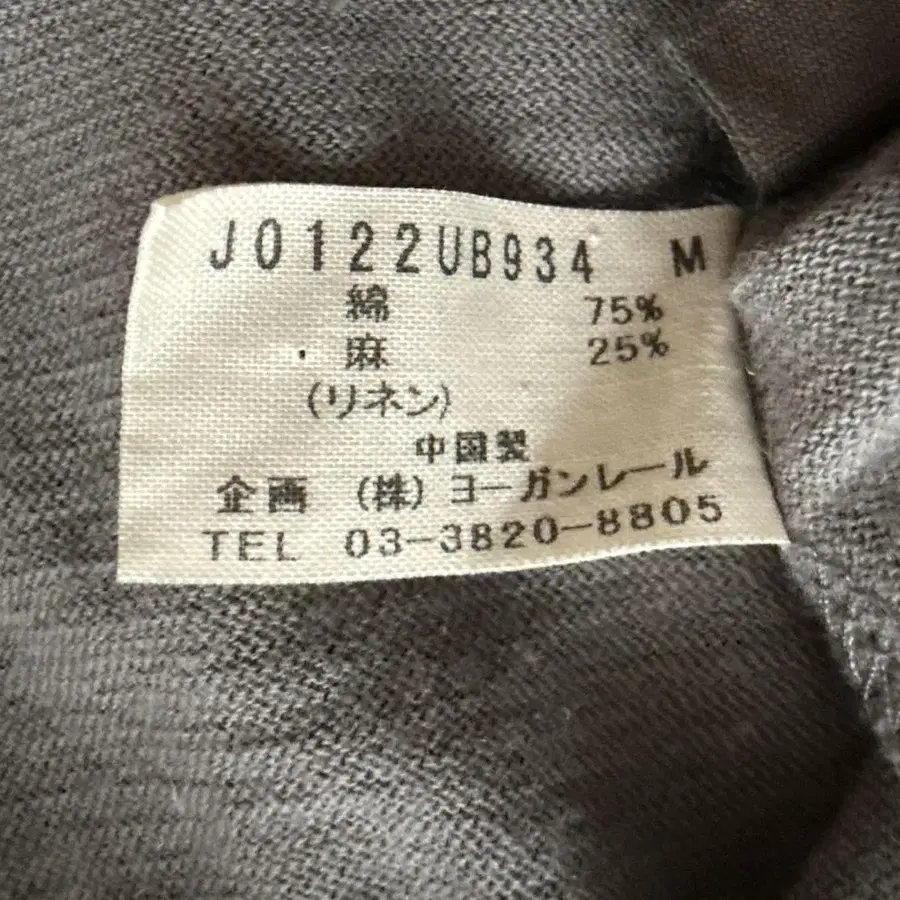 J0122UB934 M
綿 75%
麻 25%
(リネン)
中国製
企画 (株)ヨーガンレール
TEL 03-3820-8805